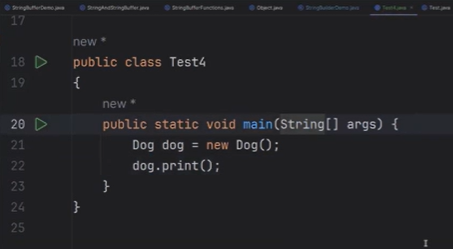 StringBufferDemo.java StringAndStringBuffer.java StringBufferFunctions.java Object.java StringBuilderDemo.java Test4.java Test.java
17
new *
18 public class Test4
19 {
new *
20 public static void main(String[] args) {
21 Dog dog = new Dog();
22 dog.print();
23 }
24 }
25